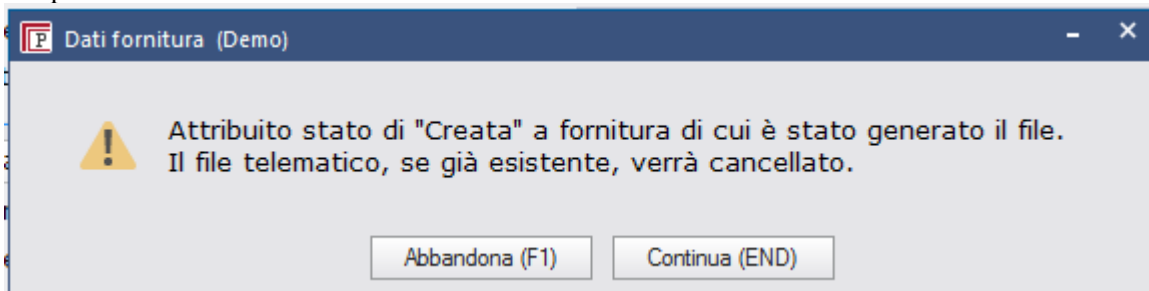 P Dati fornitura (Demo)
Attribuito stato di "Creata" a fornitura di cui è stato generato il file.
Il file telematico, se già esistente, verrà cancellato.
Abbandona (F1) Continua (END)